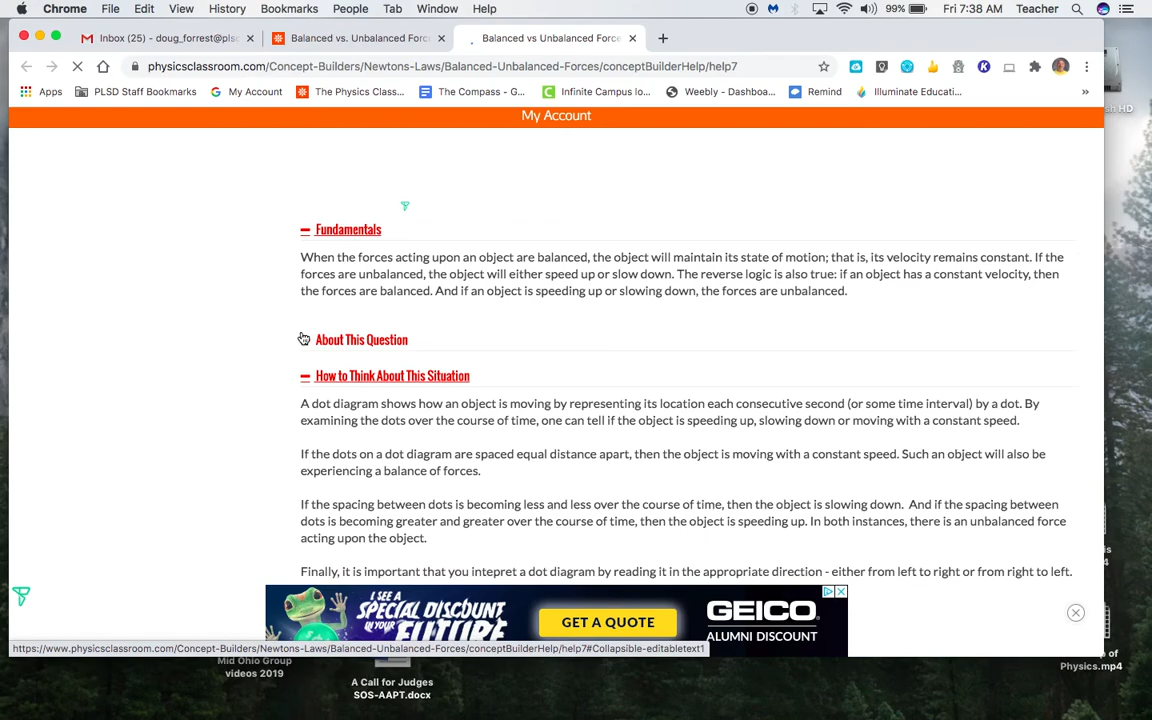 Chrome File Edit View History Bookmarks People Tab Window Help 99% Fri 7:38 AM Teacher
Inbox (25) - doug_forrest@plsc × Balanced vs. Unbalanced Forc × Balanced vs Unbalanced Force × +
physicsclassroom.com/Concept-Builders/Newtons-Laws/Balanced-Unbalanced-Forces/conceptBuilderHelp/help7
Apps PLSD Staff Bookmarks My Account The Physics Class... The Compass - G... Infinite Campus lo... Weebly - Dashboa... Remind Illuminate Educati... »
My Account
Fundamentals
When the forces acting upon an object are balanced, the object will maintain its state of motion; that is, its velocity remains constant. If the
forces are unbalanced, the object will either speed up or slow down. The reverse logic is also true: if an object has a constant velocity, then
the forces are balanced. And if an object is speeding up or slowing down, the forces are unbalanced.
About This Question
How to Think About This Situation
A dot diagram shows how an object is moving by representing its location each consecutive second (or some time interval) by a dot. By
examining the dots over the course of time, one can tell if the object is speeding up, slowing down or moving with a constant speed.
If the dots on a dot diagram are spaced equal distance apart, then the object is moving with a constant speed. Such an object will also be
experiencing a balance of forces.
If the spacing between dots is becoming less and less over the course of time, then the object is slowing down. And if the spacing between
dots is becoming greater and greater over the course of time, then the object is speeding up. In both instances, there is an unbalanced force
acting upon the object.
Finally, it is important that you intepret a dot diagram by reading it in the appropriate direction - either from left to right or from right to left.
I SEE A
SPECIAL DISCOUNT
IN YOUR
FUTURE
GET A QUOTE
GEICO
ALUMNI DISCOUNT
https://www.physicsclassroom.com/Concept-Builders/Newtons-Laws/Balanced-Unbalanced-Forces/conceptBuilderHelp/help7#Collapsible-editabletext1
Mid Ohio Group
videos 2019
A Call for Judges
SOS-AAPT.docx
Physics.mp4